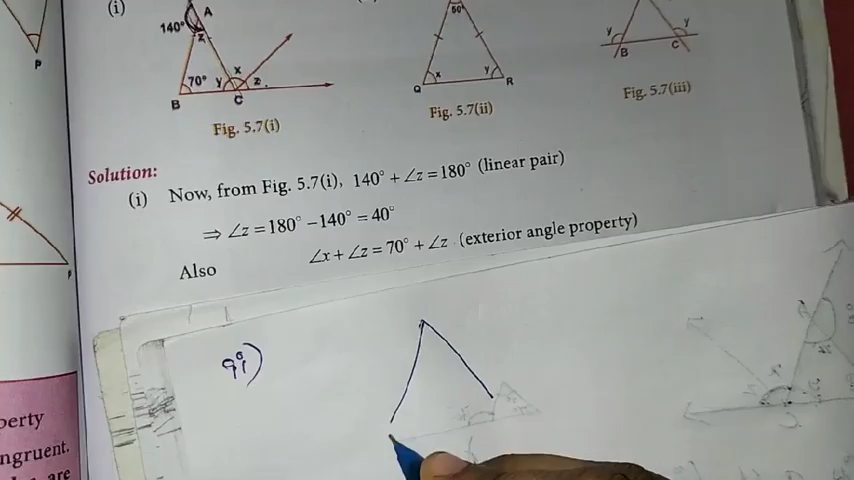 (i)
A
140°
z
70°
x
y
z
B
C
P
Fig. 5.7(i)
50°
x
y
Q
R
Fig. 5.7(ii)
y
y
B
C
Fig. 5.7(iii)
Solution:
(i) Now, from Fig. 5.7(i), 140° + ∠z = 180° (linear pair)
⇒ ∠z = 180° – 140° = 40°
Also ∠x + ∠z = 70° + ∠z (exterior angle property)
perty
ngruent.